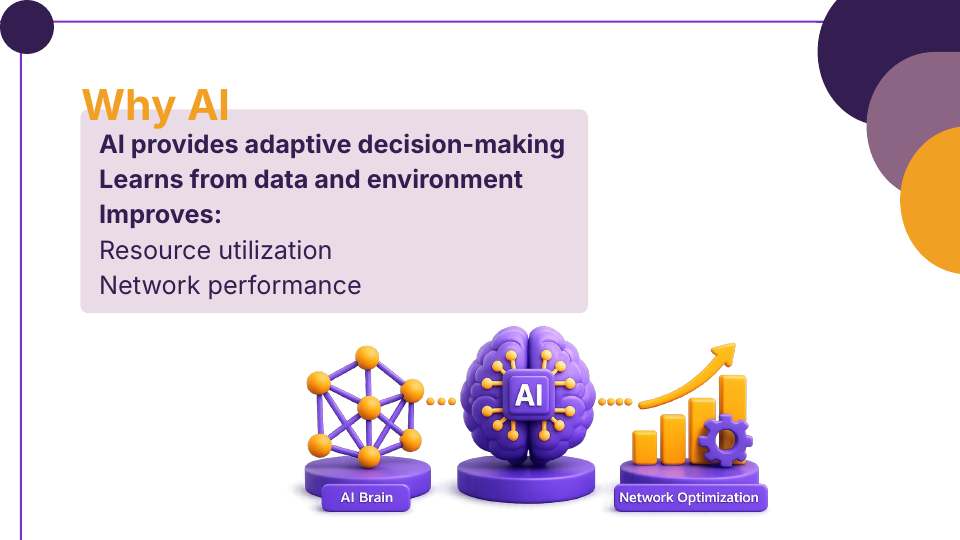 Why AI
AI provides adaptive decision-making
Learns from data and environment
Improves:
Resource utilization
Network performance
AI
AI Brain
Network Optimization